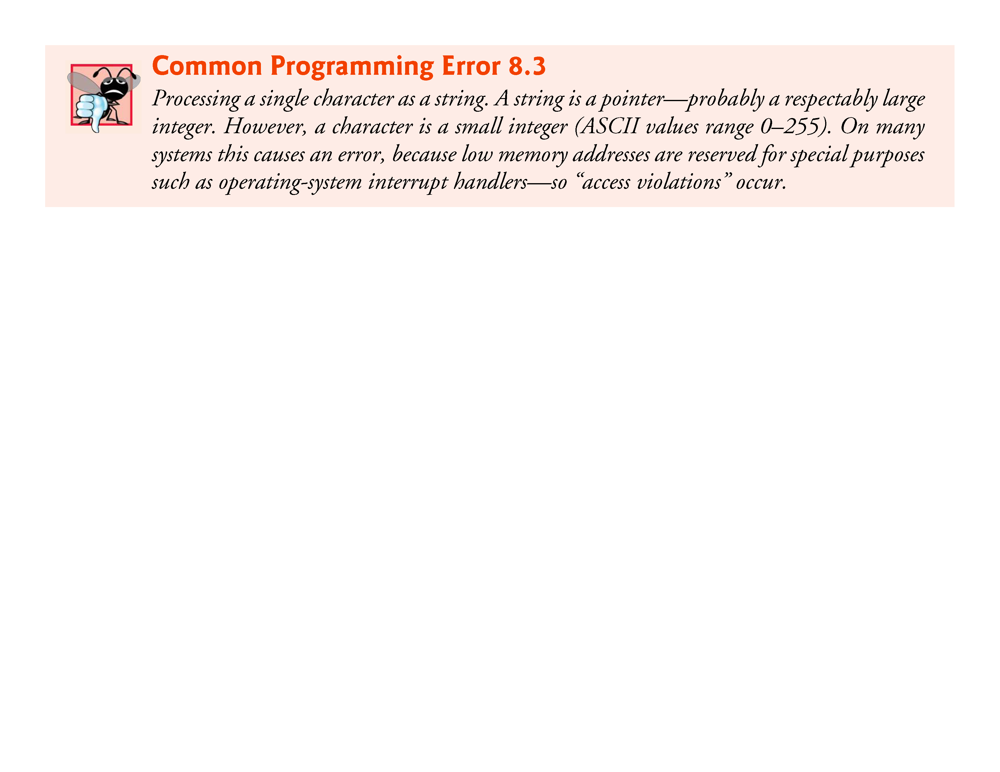 Common Programming Error 8.3
Processing a single character as a string. A string is a pointer—probably a respectably large
integer. However, a character is a small integer (ASCII values range 0–255). On many
systems this causes an error, because low memory addresses are reserved for special purposes
such as operating-system interrupt handlers—so “access violations” occur.